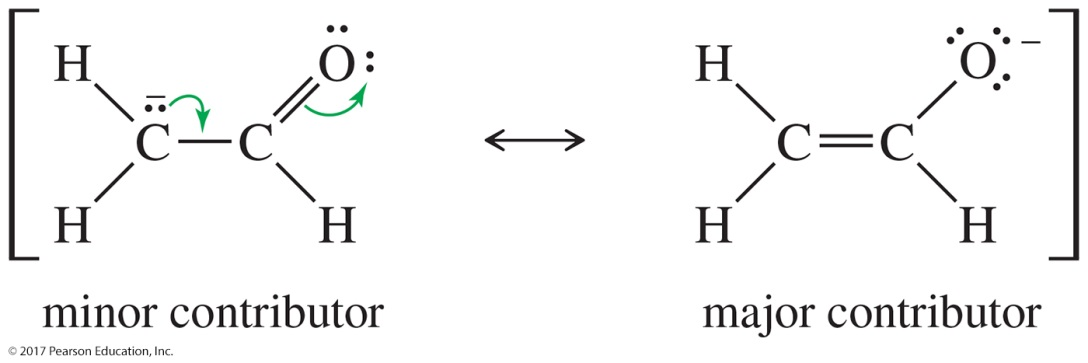 H O
C C
H H
H O −
C C
H H
minor contributor major contributor
© 2017 Pearson Education, Inc.